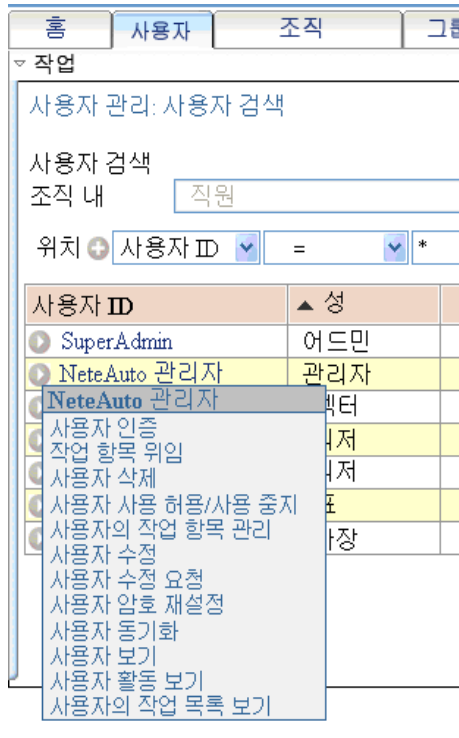 홈 사용자 조직
작업
사용자 관리: 사용자 검색
사용자 검색
조직 내 직원
위치 사용자 ID = *
사용자 ID ▲ 성
SuperAdmin 어드민
NeteAuto 관리자 관리자
NeteAuto 관리자
사용자 인증
작업 항목 위임
사용자 삭제
사용자 사용 허용/사용 중지
사용자의 작업 항목 관리
사용자 수정
사용자 수정 요청
사용자 암호 재설정
사용자 동기화
사용자 보기
사용자 활동 보기
사용자의 작업 목록 보기